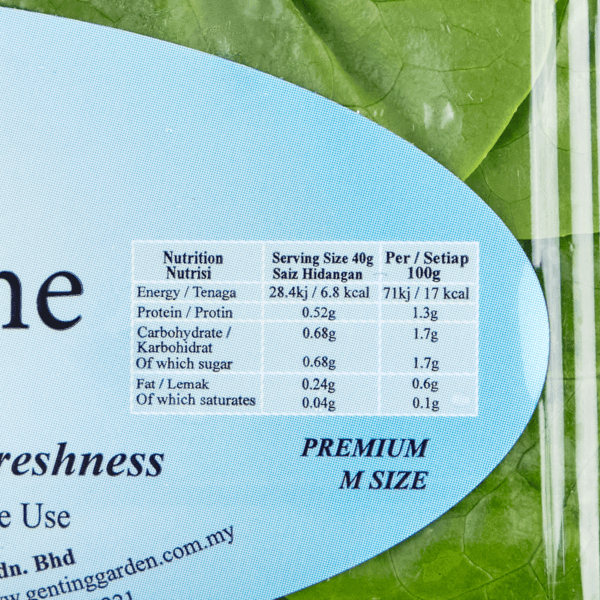 Nutrition Serving Size 40g Per / Setiap
Nutrisi Saiz Hidangan 100g
Energy / Tenaga 28.4kj / 6.8 kcal 71kj / 17 kcal
Protein / Protin 0.52g 1.3g
Carbohydrate / 0.68g 1.7g
Karbohidrat
Of which sugar 0.68g 1.7g
Fat / Lemak 0.24g 0.6g
Of which saturates 0.04g 0.1g
PREMIUM
M SIZE
Use
Bhd
gentinggarden.com.my